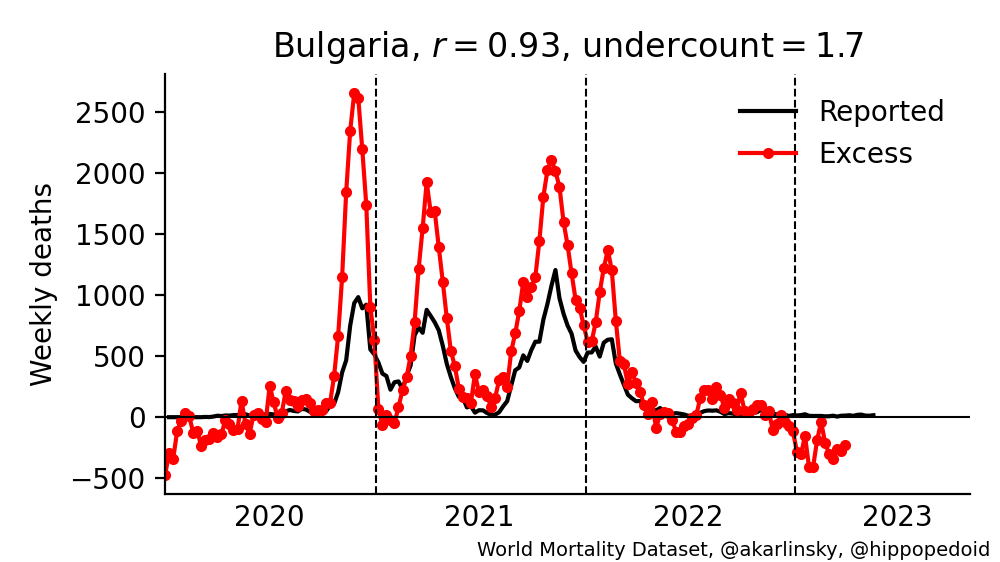 Bulgaria, r = 0.93, undercount = 1.7
Weekly deaths
2500
2000
1500
1000
500
0
−500
Reported
Excess
2020 2021 2022 2023
World Mortality Dataset, @akarlinsky, @hippopedoid